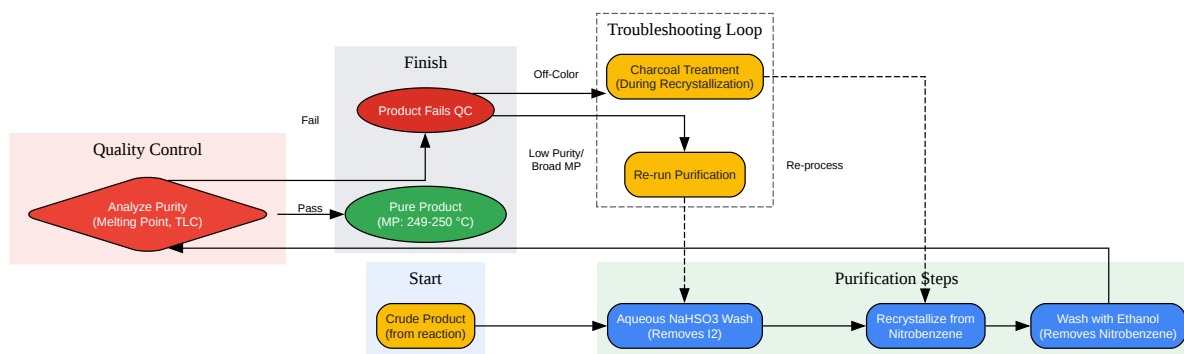 Troubleshooting Loop
Charcoal Treatment
(During Recrystallization)
Off-Color
Finish
Product Fails QC
Fail
Low Purity/
Broad MP
Re-run Purification
Re-process
Quality Control
Analyze Purity
(Melting Point, TLC)
Pass
Pure Product
(MP: 249-250 °C)
Start
Crude Product
(from reaction)
Purification Steps
Aqueous NaHSO3 Wash
(Removes I2)
Recrystallize from
Nitrobenzene
Wash with Ethanol
(Removes Nitrobenzene)